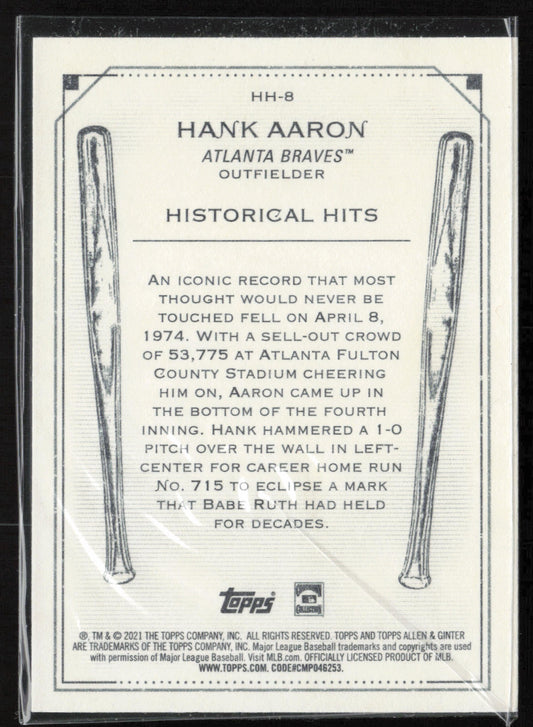 HH-8
HANK AARON
ATLANTA BRAVES™
OUTFIELDER
HISTORICAL HITS
AN ICONIC RECORD THAT MOST
THOUGHT WOULD NEVER BE
TOUCHED FELL ON APRIL 8,
1974. WITH A SELL-OUT CROWD
OF 53,775 AT ATLANTA FULTON
COUNTY STADIUM CHEERING
HIM ON, AARON CAME UP IN
THE BOTTOM OF THE FOURTH
INNING. HANK HAMMERED A 1-0
PITCH OVER THE WALL IN LEFT-
CENTER FOR CAREER HOME RUN
NO. 715 TO ECLIPSE A MARK
THAT BABE RUTH HAD HELD
FOR DECADES.
Topps
COOPERSTOWN
COLLECTION
®, TM & © 2021 THE TOPPS COMPANY, INC. ALL RIGHTS RESERVED. TOPPS AND TOPPS ALLEN & GINTER
ARE TRADEMARKS OF THE TOPPS COMPANY, INC. Major League Baseball trademarks and copyrights are used
with permission of Major League Baseball. Visit MLB.com. OFFICIALLY LICENSED PRODUCT OF MLB.
WWW.TOPPS.COM. CODE#CMP046253.